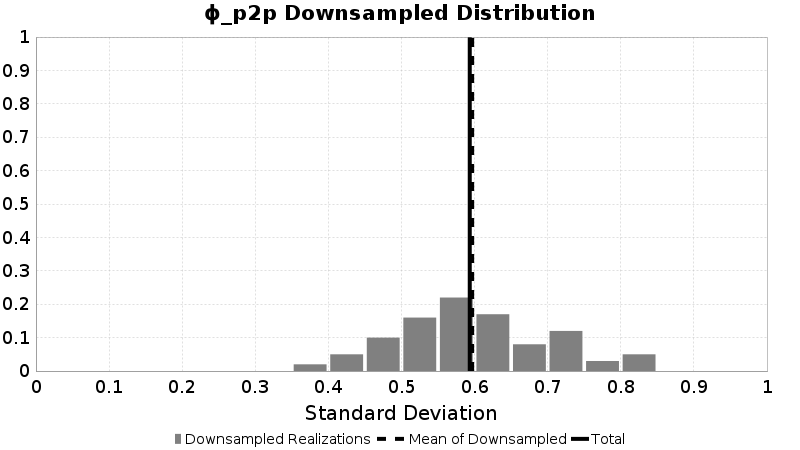 ϕ_p2p Downsampled Distribution
1
0.9
0.8
0.7
0.6
0.5
0.4
0.3
0.2
0.1
0
0 0.1 0.2 0.3 0.4 0.5 0.6 0.7 0.8 0.9 1
Standard Deviation
Downsampled Realizations Mean of Downsampled Total